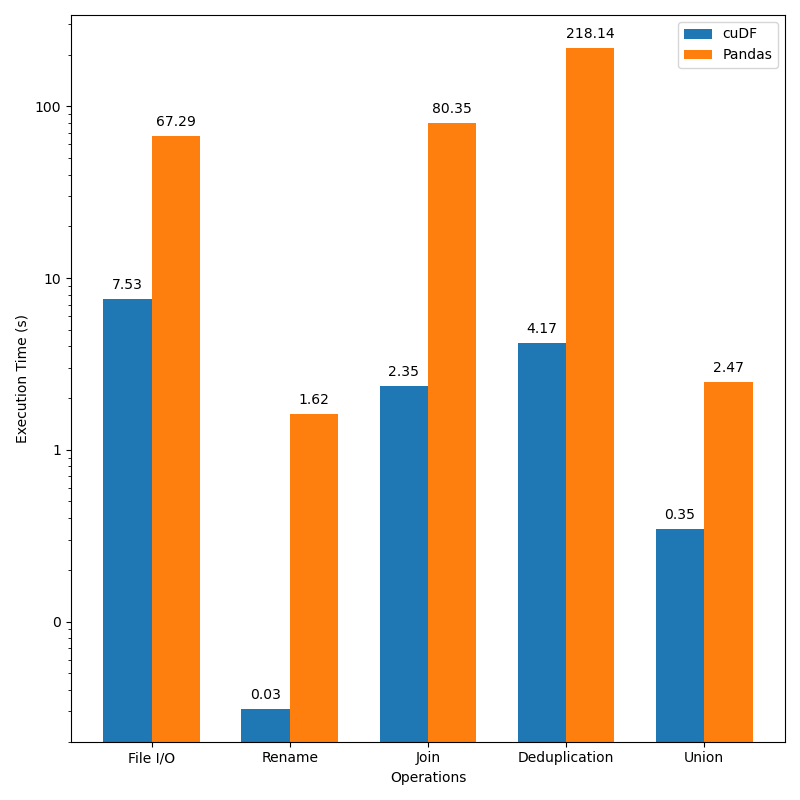 218.14
cuDF
Pandas
100
67.29
80.35
10
7.53
4.17
2.35
2.47
1.62
Execution Time (s)
1
0.35
0
0.03
File I/O
Rename
Join
Deduplication
Union
Operations